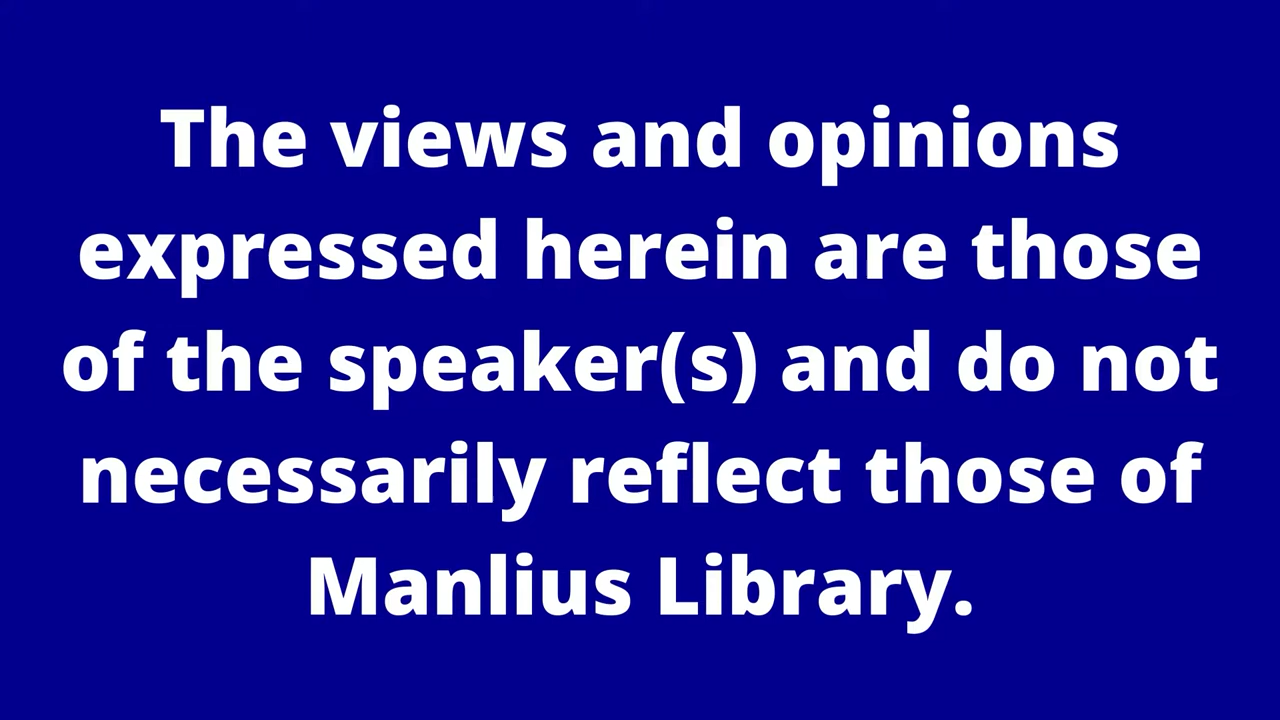 The views and opinions
expressed herein are those
of the speaker(s) and do not
necessarily reflect those of
Manlius Library.